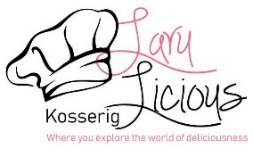 Lary
Licious
Kosserig
Where you explore the world of deliciousness